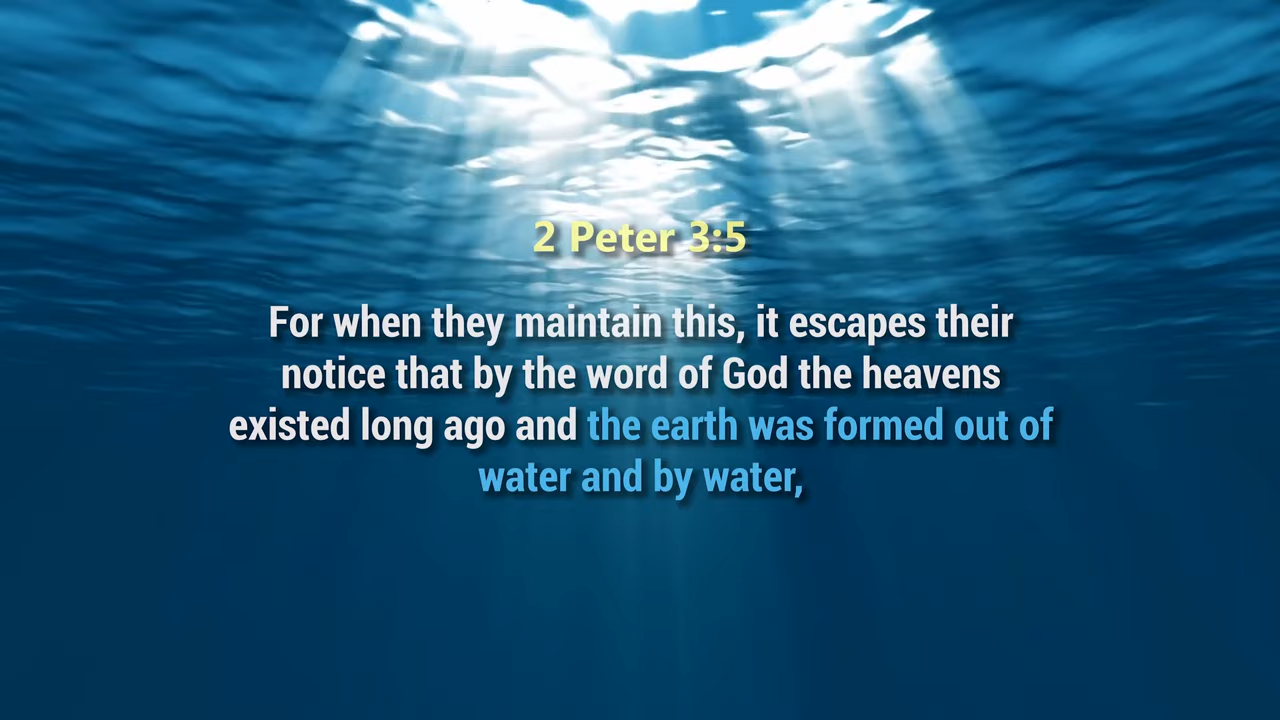 2 Peter 3:5
For when they maintain this, it escapes their
notice that by the word of God the heavens
existed long ago and the earth was formed out of
water and by water,